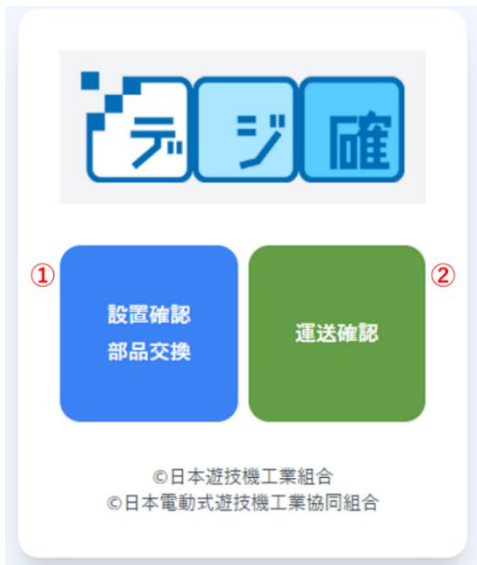 デジ確
①
設置確認
部品交換
運送確認
②
©日本遊技機工業組合
©日本電動式遊技機工業協同組合